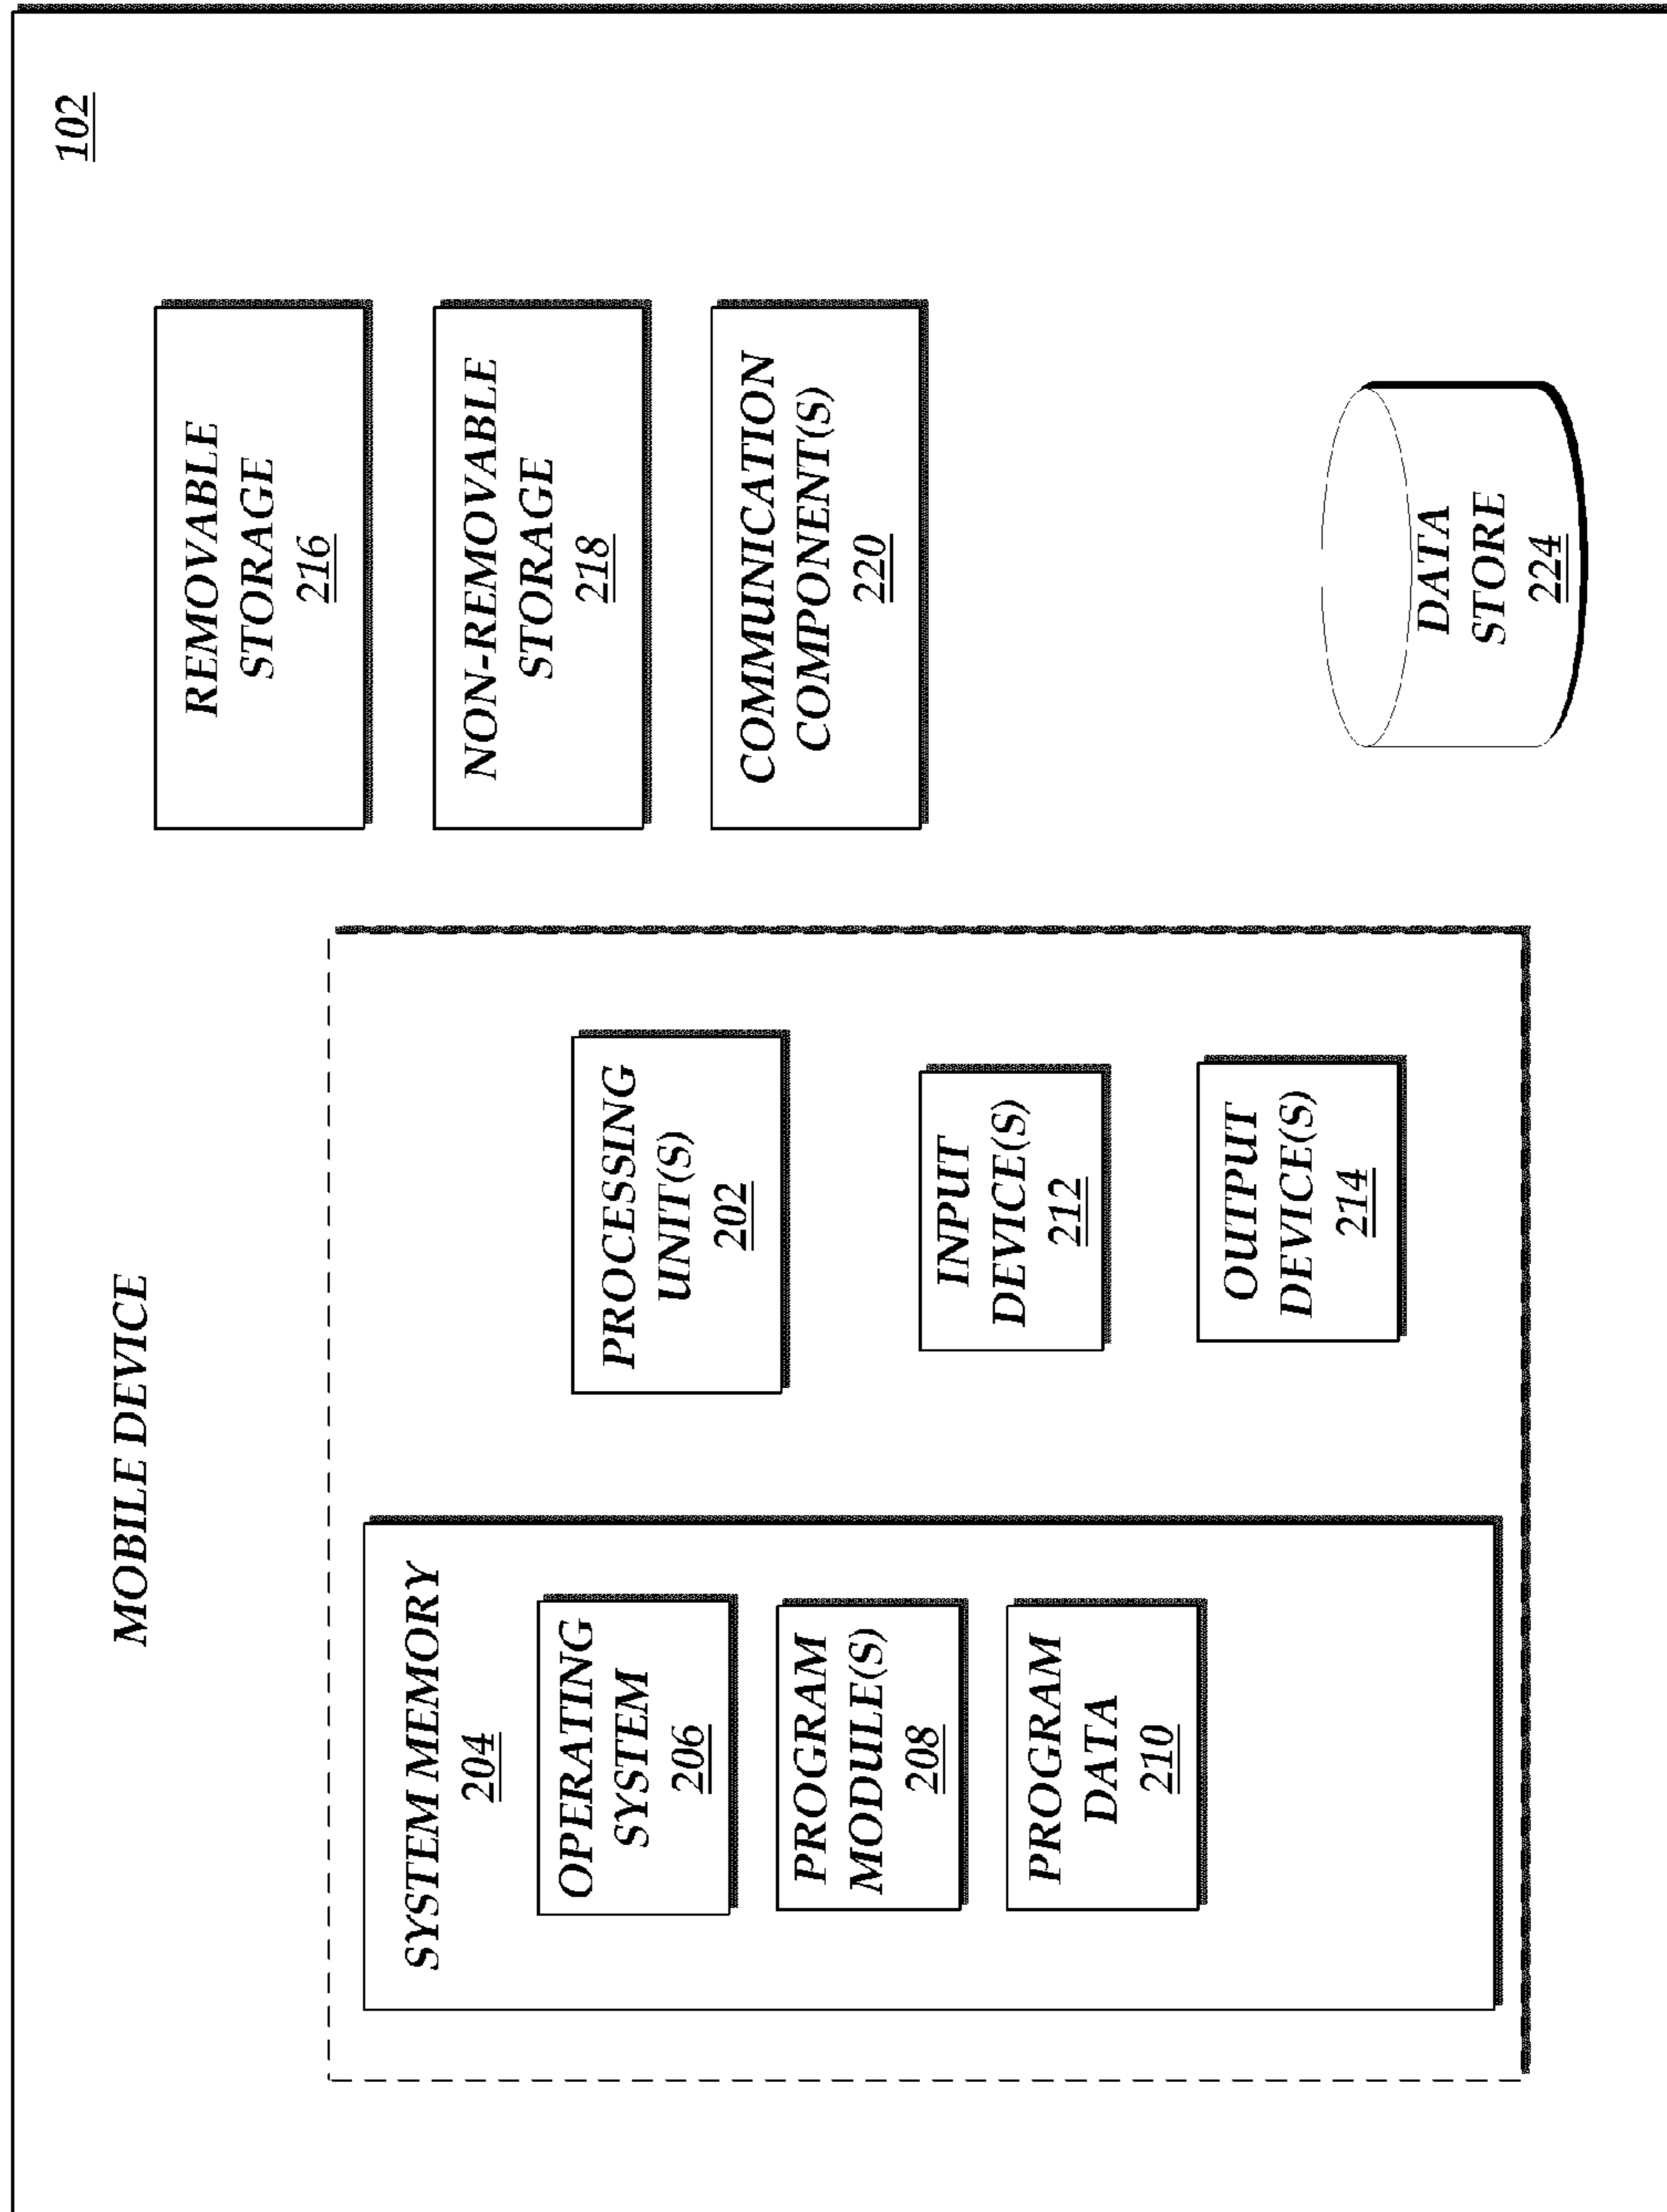 102
MOBILE DEVICE
SYSTEM MEMORY
204
OPERATING
SYSTEM
206
PROGRAM
MODULE(S)
208
PROGRAM
DATA
210
PROCESSING
UNIT(S)
202
INPUT
DEVICE(S)
212
OUTPUT
DEVICE(S)
214
REMOVABLE
STORAGE
216
NON-REMOVABLE
STORAGE
218
COMMUNICATION
COMPONENT(S)
220
DATA
STORE
224